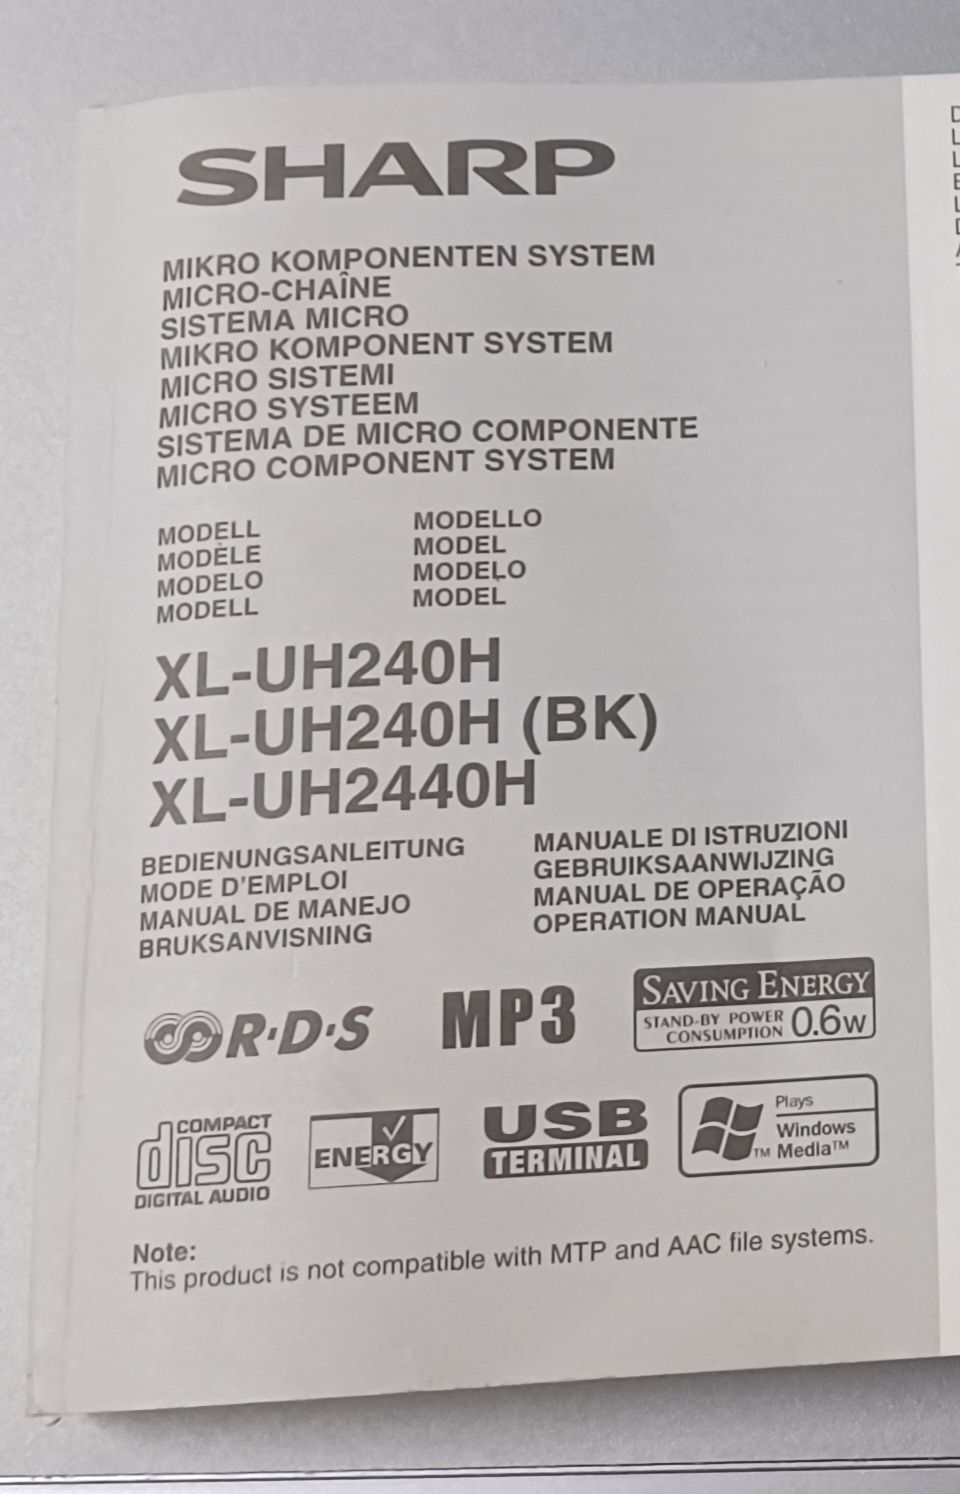 SHARP
MIKRO KOMPONENTEN SYSTEM
MICRO-CHAÎNE
SISTEMA MICRO
MIKRO KOMPONENT SYSTEM
MICRO SISTEMI
MICRO SYSTEEM
SISTEMA DE MICRO COMPONENTE
MICRO COMPONENT SYSTEM
MODELL
MODÈLE
MODELO
MODELL
MODELLO
MODEL
MODELO
MODEL
XL-UH240H
XL-UH240H (BK)
XL-UH2440H
BEDIENUNGSANLEITUNG
MODE D'EMPLOI
MANUAL DE MANEJO
BRUKSANVISNING
MANUALE DI ISTRUZIONI
GEBRUIKSAANWIJZING
MANUAL DE OPERAÇÃO
OPERATION MANUAL
R·D·S
MP3
SAVING ENERGY
STAND-BY POWER
CONSUMPTION 0.6W
COMPACT
disc
DIGITAL AUDIO
ENERGY
USB
TERMINAL
Plays
Windows
Media™
TM
Note:
This product is not compatible with MTP and AAC file systems.